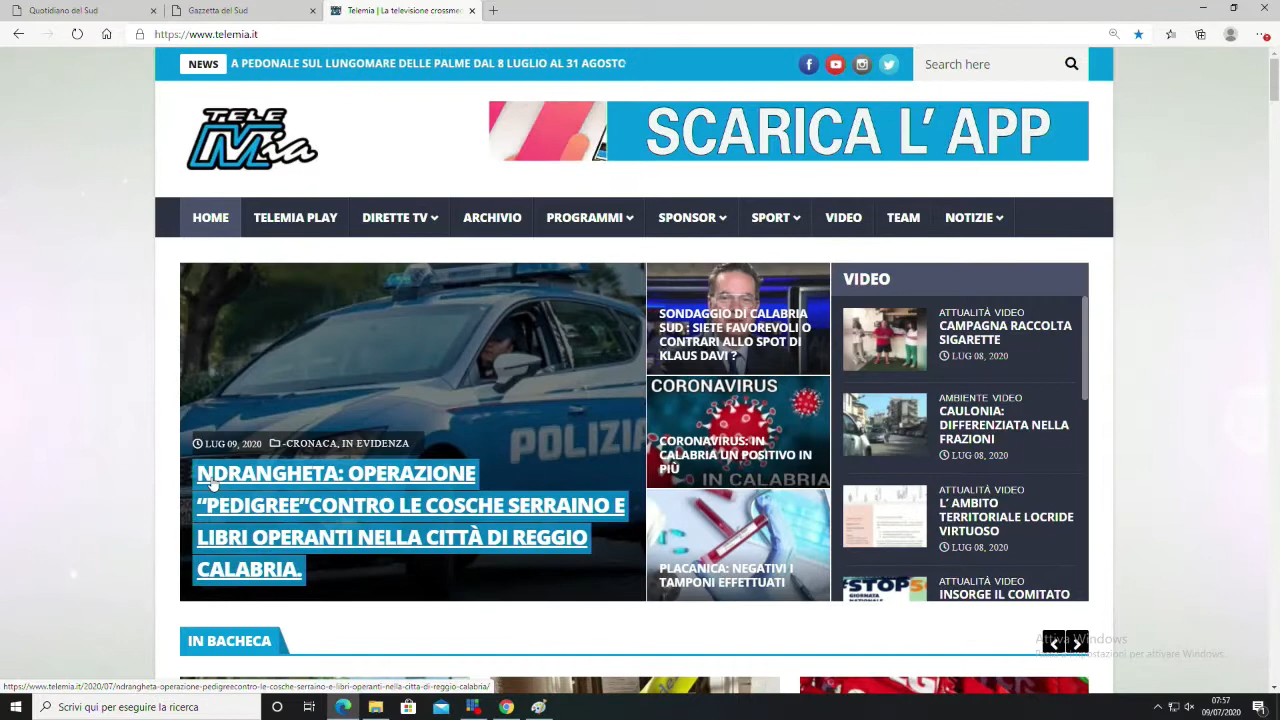 Quotidiano del Sud
Telemia | La televisione del
https://www.telemia.it
NEWS
A PEDONALE SUL LUNGOMARE DELLE PALME DAL 8 LUGLIO AL 31 AGOSTO
Search here
TELE
Mia
SCARICA L' APP
HOME
TELEMIA PLAY
DIRETTE TV
ARCHIVIO
PROGRAMMI
SPONSOR
SPORT
VIDEO
TEAM
NOTIZIE
LUG 09, 2020
-CRONACA, IN EVIDENZA
NDRANGHETA: OPERAZIONE
“PEDIGREE”CONTRO LE COSCHE SERRAINO E
LIBRI OPERANTI NELLA CITTÀ DI REGGIO
CALABRIA.
POLIZIA
SONDAGGIO DI CALABRIA
SUD : SIETE FAVOREVOLI O
CONTRARI ALLO SPOT DI
KLAUS DAVI ?
CORONAVIRUS
CORONAVIRUS: IN
CALABRIA UN POSITIVO IN
PIÙ
IN CALABRIA
PLACANICA: NEGATIVI I
TAMPONI EFFETTUATI
VIDEO
ATTUALITÀ VIDEO
CAMPAGNA RACCOLTA
SIGARETTE
LUG 08, 2020
AMBIENTE VIDEO
CAULONIA:
DIFFERENZIATA NELLA
FRAZIONI
LUG 08, 2020
ATTUALITÀ VIDEO
L’ AMBITO
TERRITORIALE LOCRIDE
VIRTUOSO
LUG 08, 2020
STOP
ATTUALITÀ VIDEO
INSORGE IL COMITATO
IN BACHECA
Attiva Windows
per attivare Windows.
https://www.telemia.it/2020/07/ndrangheta-operazione-pedigreecontro-le-cosche-serraino-e-libri-operanti-nella-citta-di-reggio-calabria/
Scrivi qui per eseguire la ricerca
07:57
09/07/2020